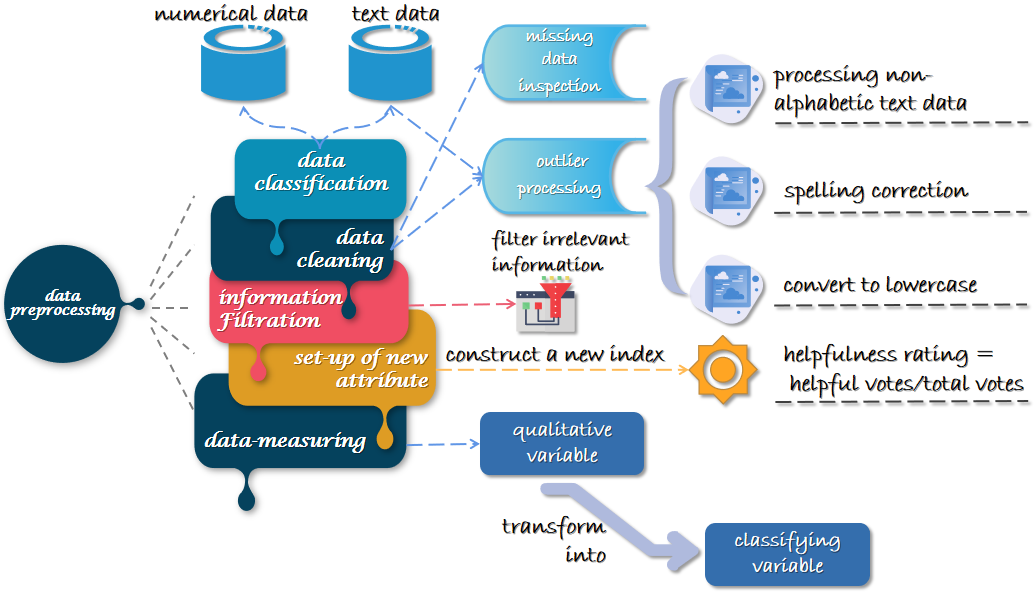 numerical data
text data
missing
data
inspection
processing non-
alphabetic text data
data
classification
outlier
processing
spelling correction
data
cleaning
filter irrelevant
information
data
preprocessing
information
Filtration
convert to lowercase
set-up of new
attribute
construct a new index
helpfulness rating =
helpful votes/total votes
data-measuring
qualitative
variable
transform
into
classifying
variable